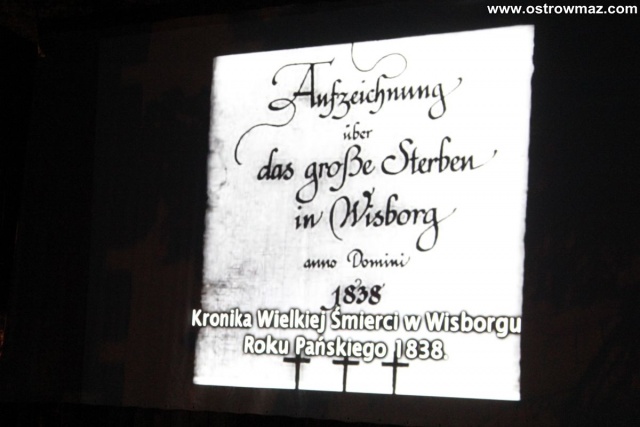 www.ostrowmaz.com
Aufzeichnung
über
das große Sterben
in Wisborg
anno Domini
1838
Kronika Wielkiej Śmierci w Wisborgu
Roku Pańskiego 1838